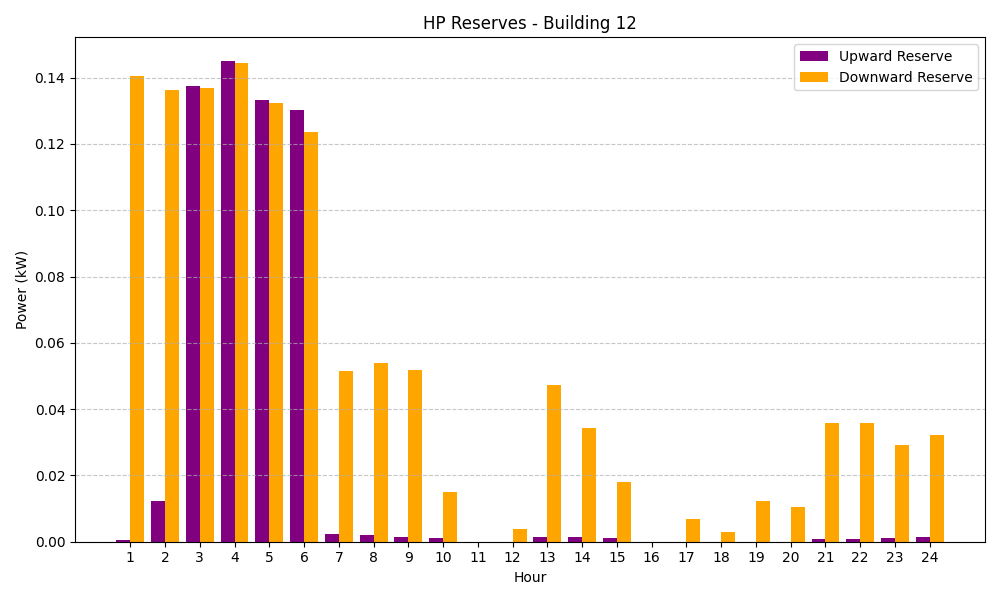 HP Reserves - Building 12
Upward Reserve
Downward Reserve
Power (kW)
0.14
0.12
0.10
0.08
0.06
0.04
0.02
0.00
1 2 3 4 5 6 7 8 9 10 11 12 13 14 15 16 17 18 19 20 21 22 23 24
Hour